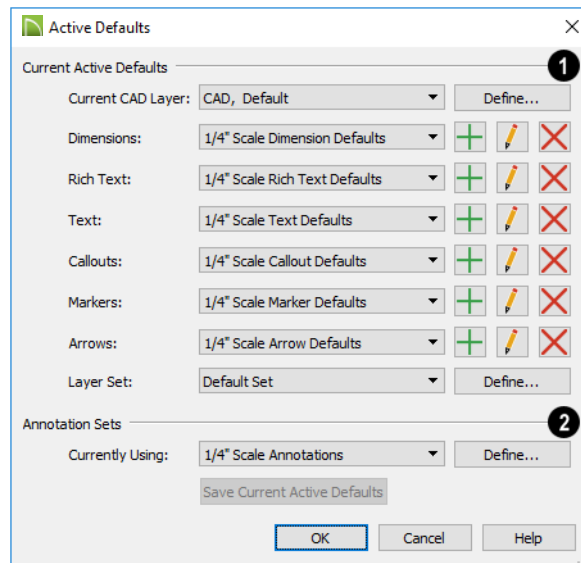 Active Defaults
Current Active Defaults 1
Current CAD Layer: CAD, Default Define...
Dimensions: 1/4" Scale Dimension Defaults
Rich Text: 1/4" Scale Rich Text Defaults
Text: 1/4" Scale Text Defaults
Callouts: 1/4" Scale Callout Defaults
Markers: 1/4" Scale Marker Defaults
Arrows: 1/4" Scale Arrow Defaults
Layer Set: Default Set Define...
Annotation Sets 2
Currently Using: 1/4" Scale Annotations Define...
Save Current Active Defaults
OK Cancel Help